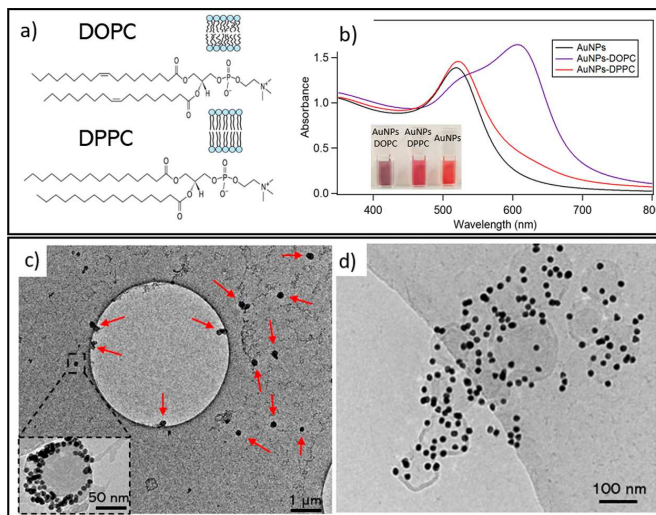 a)
DOPC
O
O
O
O
H
O
P
O⁻
O
N⁺
DPPC
O
O
O
O
H
O
P
O⁻
O
N⁺
b)
AuNPs
AuNPs-DOPC
AuNPs-DPPC
Absorbance
1.5
1.0
0.5
0.0
AuNPs
DOPC
AuNPs
DPPC
AuNPs
400
500
600
700
80
Wavelength (nm)
c)
50 nm
1 µm
d)
100 nm